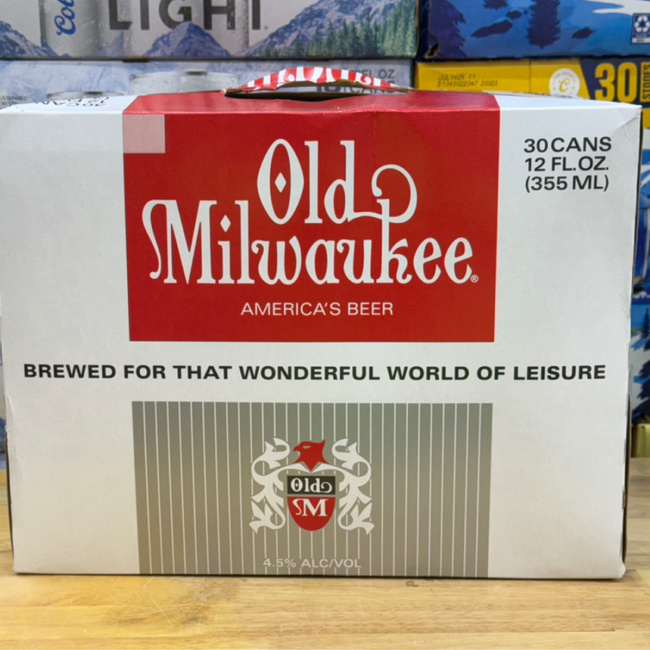 LIGHT
30
30 CANS
12 FL.OZ.
(355 ML)
Old
Milwaukee®
AMERICA'S BEER
BREWED FOR THAT WONDERFUL WORLD OF LEISURE
Old
M
4.5% ALC/VOL